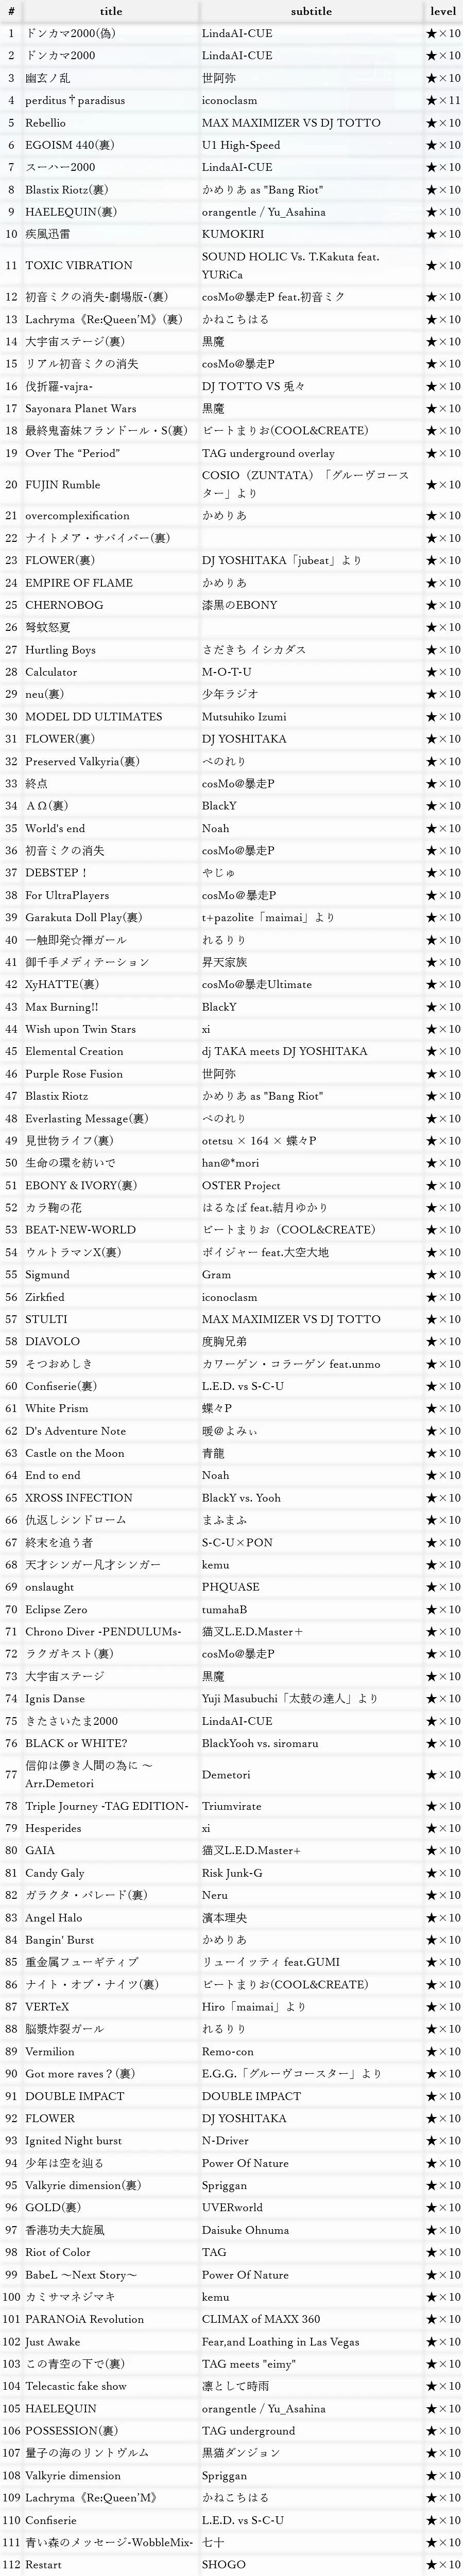 # title subtitle level
1 ドンカマ2000(偽) LindaAI-CUE ★×10
2 ドンカマ2000 LindaAI-CUE ★×10
3 幽玄ノ乱 世阿弥 ★×10
4 perditus†paradisus iconoclasm ★×11
5 Rebellio MAX MAXIMIZER VS DJ TOTTO ★×10
6 EGOISM 440(裏) U1 High-Speed ★×10
7 スーハー2000 LindaAI-CUE ★×10
8 Blastix Riotz(裏) かめりあ as "Bang Riot" ★×10
9 HAELEQUIN(裏) orangentle / Yu_Asahina ★×10
10 疾風迅雷 KUMOKIRI ★×10
11 TOXIC VIBRATION SOUND HOLIC Vs. T.Kakuta feat.
YURiCa ★×10
12 初音ミクの消失-劇場版-(裏) cosMo@暴走P feat.初音ミク ★×10
13 Lachryma《Re:Queen’M》(裏) かねこちはる ★×10
14 大宇宙ステージ(裏) 黒魔 ★×10
15 リアル初音ミクの消失 cosMo@暴走P ★×10
16 伐折羅-vajra- DJ TOTTO VS 兎々 ★×10
17 Sayonara Planet Wars 黒魔 ★×10
18 最終鬼畜妹フランドール・S(裏) ビートまりお(COOL&CREATE) ★×10
19 Over The “Period” TAG underground overlay ★×10
20 FUJIN Rumble COSIO（ZUNTATA）「グルーヴコース
ター」より ★×10
21 overcomplexification かめりあ ★×10
22 ナイトメア・サバイバー(裏) ★×10
23 FLOWER(裏) DJ YOSHITAKA「jubeat」より ★×10
24 EMPIRE OF FLAME かめりあ ★×10
25 CHERNOBOG 漆黒のEBONY ★×10
26 弩蚊怒夏 ★×10
27 Hurtling Boys さだきち イシカダス ★×10
28 Calculator M-O-T-U ★×10
29 neu(裏) 少年ラジオ ★×10
30 MODEL DD ULTIMATES Mutsuhiko Izumi ★×10
31 FLOWER(裏) DJ YOSHITAKA ★×10
32 Preserved Valkyria(裏) ぺのれり ★×10
33 終点 cosMo@暴走P ★×10
34 ＡΩ(裏) BlackY ★×10
35 World's end Noah ★×10
36 初音ミクの消失 cosMo@暴走P ★×10
37 DEBSTEP！ やじゅ ★×10
38 For UltraPlayers cosMo＠暴走P ★×10
39 Garakuta Doll Play(裏) t+pazolite「maimai」より ★×10
40 一触即発☆禅ガール れるりり ★×10
41 御千手メディテーション 昇天家族 ★×10
42 XyHATTE(裏) cosMo@暴走Ultimate ★×10
43 Max Burning!! BlackY ★×10
44 Wish upon Twin Stars xi ★×10
45 Elemental Creation dj TAKA meets DJ YOSHITAKA ★×10
46 Purple Rose Fusion 世阿弥 ★×10
47 Blastix Riotz かめりあ as "Bang Riot" ★×10
48 Everlasting Message(裏) ぺのれり ★×10
49 見世物ライフ(裏) otetsu × 164 × 蝶々P ★×10
50 生命の環を紡いで han@*mori ★×10
51 EBONY & IVORY(裏) OSTER Project ★×10
52 カラ鞠の花 はるなば feat.結月ゆかり ★×10
53 BEAT-NEW-WORLD ビートまりお（COOL&CREATE） ★×10
54 ウルトラマンX(裏) ボイジャー feat.大空大地 ★×10
55 Sigmund Gram ★×10
56 Zirkfied iconoclasm ★×10
57 STULTI MAX MAXIMIZER VS DJ TOTTO ★×10
58 DIAVOLO 度胸兄弟 ★×10
59 そつおめしき カワーゲン・コラーゲン feat.unmo ★×10
60 Confiserie(裏) L.E.D. vs S-C-U ★×10
61 White Prism 蝶々P ★×10
62 D's Adventure Note 暖@よみぃ ★×10
63 Castle on the Moon 青龍 ★×10
64 End to end Noah ★×10
65 XROSS INFECTION BlackY vs. Yooh ★×10
66 仇返しシンドローム まふまふ ★×10
67 終末を追う者 S-C-U×PON ★×10
68 天才シンガー凡才シンガー kemu ★×10
69 onslaught PHQUASE ★×10
70 Eclipse Zero tumahaB ★×10
71 Chrono Diver -PENDULUMs- 猫叉L.E.D.Master＋ ★×10
72 ラクガキスト(裏) cosMo@暴走P ★×10
73 大宇宙ステージ 黒魔 ★×10
74 Ignis Danse Yuji Masubuchi「太鼓の達人」より ★×10
75 きたさいたま2000 LindaAI-CUE ★×10
76 BLACK or WHITE? BlackYooh vs. siromaru ★×10
77 信仰は儚き人間の為に ～
Arr.Demetori Demetori ★×10
78 Triple Journey -TAG EDITION- Triumvirate ★×10
79 Hesperides xi ★×10
80 GAIA 猫叉L.E.D.Master+ ★×10
81 Candy Galy Risk Junk-G ★×10
82 ガラクタ・パレード(裏) Neru ★×10
83 Angel Halo 濱本理央 ★×10
84 Bangin' Burst かめりあ ★×10
85 重金属フューギティブ リューイッティ feat.GUMI ★×10
86 ナイト・オブ・ナイツ(裏) ビートまりお(COOL&CREATE) ★×10
87 VERTeX Hiro「maimai」より ★×10
88 脳漿炸裂ガール れるりり ★×10
89 Vermilion Remo-con ★×10
90 Got more raves？(裏) E.G.G.「グルーヴコースター」より ★×10
91 DOUBLE IMPACT DOUBLE IMPACT ★×10
92 FLOWER DJ YOSHITAKA ★×10
93 Ignited Night burst N-Driver ★×10
94 少年は空を辿る Power Of Nature ★×10
95 Valkyrie dimension(裏) Spriggan ★×10
96 GOLD(裏) UVERworld ★×10
97 香港功夫大旋風 Daisuke Ohnuma ★×10
98 Riot of Color TAG ★×10
99 BabeL ～Next Story～ Power Of Nature ★×10
100 カミサマネジマキ kemu ★×10
101 PARANOiA Revolution CLIMAX of MAXX 360 ★×10
102 Just Awake Fear,and Loathing in Las Vegas ★×10
103 この青空の下で(裏) TAG meets "eimy" ★×10
104 Telecastic fake show 凛として時雨 ★×10
105 HAELEQUIN orangentle / Yu_Asahina ★×10
106 POSSESSION(裏) TAG underground ★×10
107 量子の海のリントヴルム 黒猫ダンジョン ★×10
108 Valkyrie dimension Spriggan ★×10
109 Lachryma《Re:Queen’M》 かねこちはる ★×10
110 Confiserie L.E.D. vs S-C-U ★×10
111 青い森のメッセージ-WobbleMix- 七十 ★×10
112 Restart SHOGO ★×10